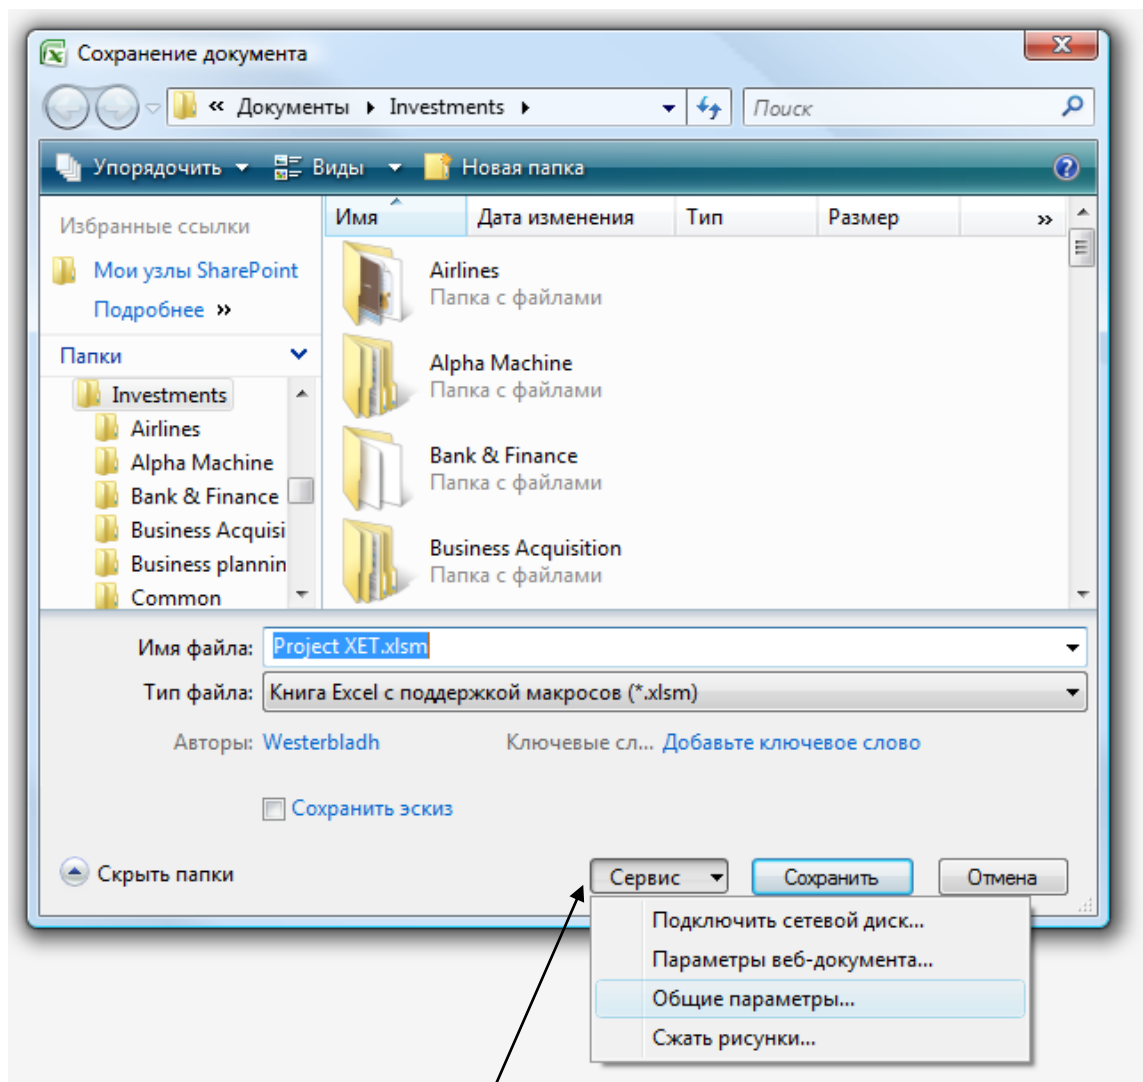 Сохранение документа
« Документы Investments
Поиск
Упорядочить Виды Новая папка
Избранные ссылки
Мои узлы SharePoint
Подробнее »
Папки
Investments
Airlines
Alpha Machine
Bank & Finance
Business Acquisi
Business plannin
Common
Имя Дата изменения Тип Размер »
Airlines
Папка с файлами
Alpha Machine
Папка с файлами
Bank & Finance
Папка с файлами
Business Acquisition
Папка с файлами
Имя файла: Project XET.xlsm
Тип файла: Книга Excel с поддержкой макросов (*.xlsm)
Авторы: Westerbladh Ключевые сл... Добавьте ключевое слово
Сохранить эскиз
Скрыть папки Сервис Сохранить Отмена
Подключить сетевой диск...
Параметры веб-документа...
Общие параметры...
Сжать рисунки...